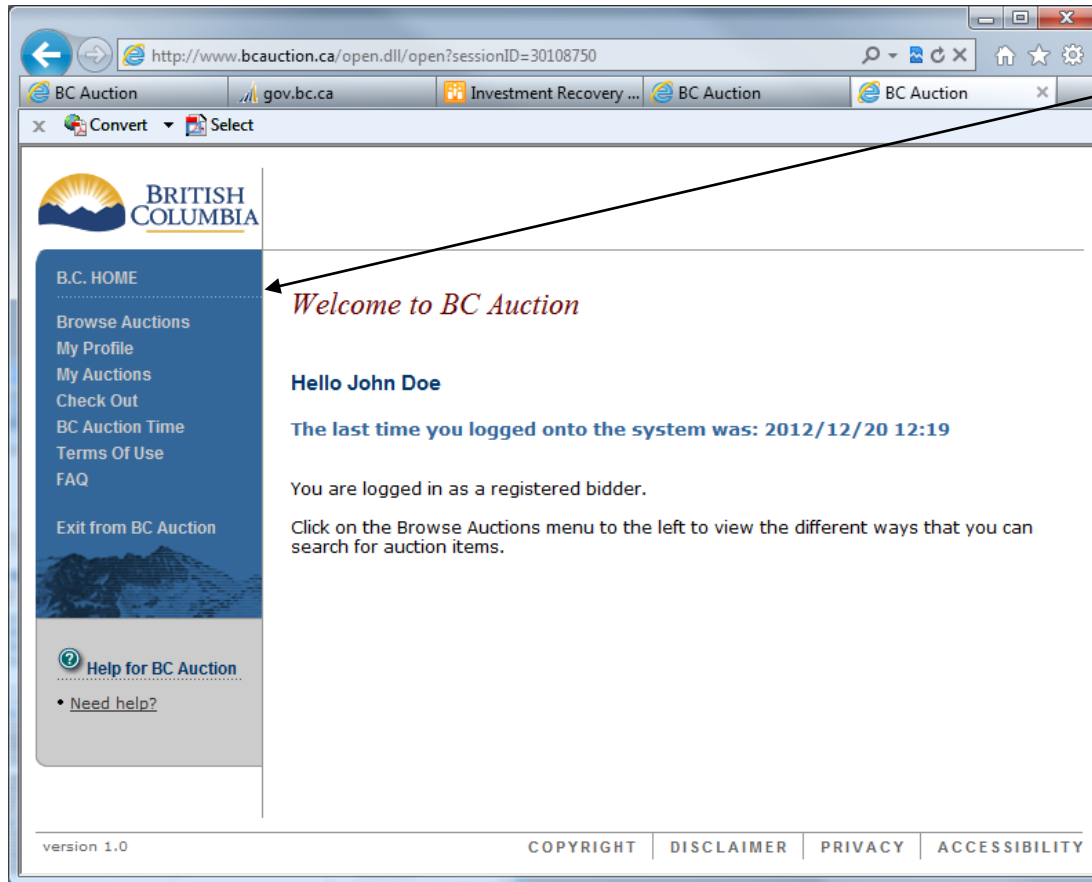 http://www.bcauction.ca/open.dll/open?sessionID=30108750
BC Auction
gov.bc.ca
Investment Recovery ...
BC Auction
BC Auction
x Convert Select
BRITISH
COLUMBIA
B.C. HOME
Browse Auctions
My Profile
My Auctions
Check Out
BC Auction Time
Terms Of Use
FAQ
Exit from BC Auction
Help for BC Auction
• Need help?
Welcome to BC Auction
Hello John Doe
The last time you logged onto the system was: 2012/12/20 12:19
You are logged in as a registered bidder.
Click on the Browse Auctions menu to the left to view the different ways that you can
search for auction items.
version 1.0
COPYRIGHT DISCLAIMER PRIVACY ACCESSIBILITY